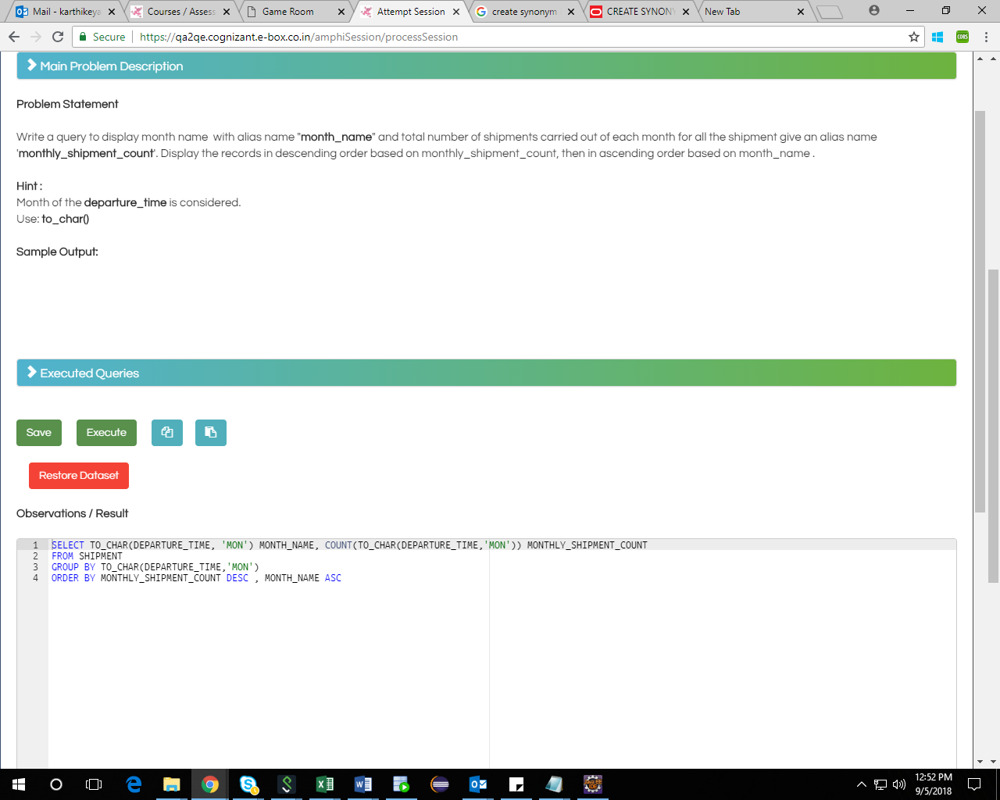 Mail - karthikeya
Courses / Assess
Game Room
Attempt Session
create synonym
CREATE SYNON
New Tab
Secure
https://qa2qe.cognizant.e-box.co.in/amphiSession/processSession
CORS
Main Problem Description
Problem Statement
Write a query to display month name with alias name "month_name" and total number of shipments carried out of each month for all the shipment give an alias name
'monthly_shipment_count'. Display the records in descending order based on monthly_shipment_count, then in ascending order based on month_name .
Hint :
Month of the departure_time is considered.
Use: to_char()
Sample Output:
Executed Queries
Save
Execute
Restore Dataset
Observations / Result
1 SELECT TO_CHAR(DEPARTURE_TIME, 'MON') MONTH_NAME, COUNT(TO_CHAR(DEPARTURE_TIME,'MON')) MONTHLY_SHIPMENT_COUNT
2 FROM SHIPMENT
3 GROUP BY TO_CHAR(DEPARTURE_TIME,'MON')
4 ORDER BY MONTHLY_SHIPMENT_COUNT DESC , MONTH_NAME ASC
12:52 PM
9/5/2018